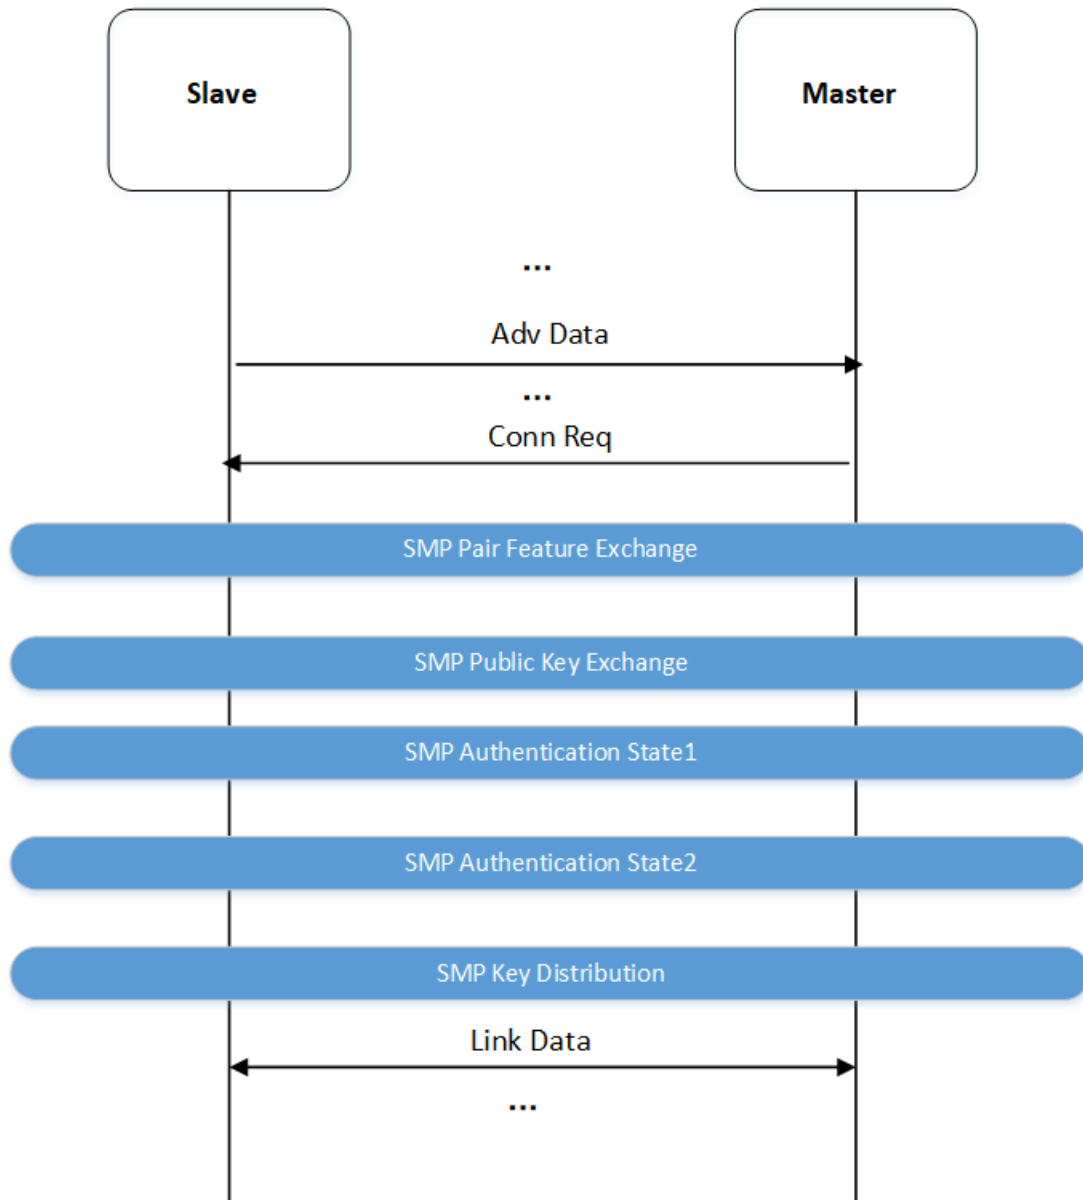 Slave
Master
...
Adv Data
...
Conn Req
SMP Pair Feature Exchange
SMP Public Key Exchange
SMP Authentication State1
SMP Authentication State2
SMP Key Distribution
Link Data
...